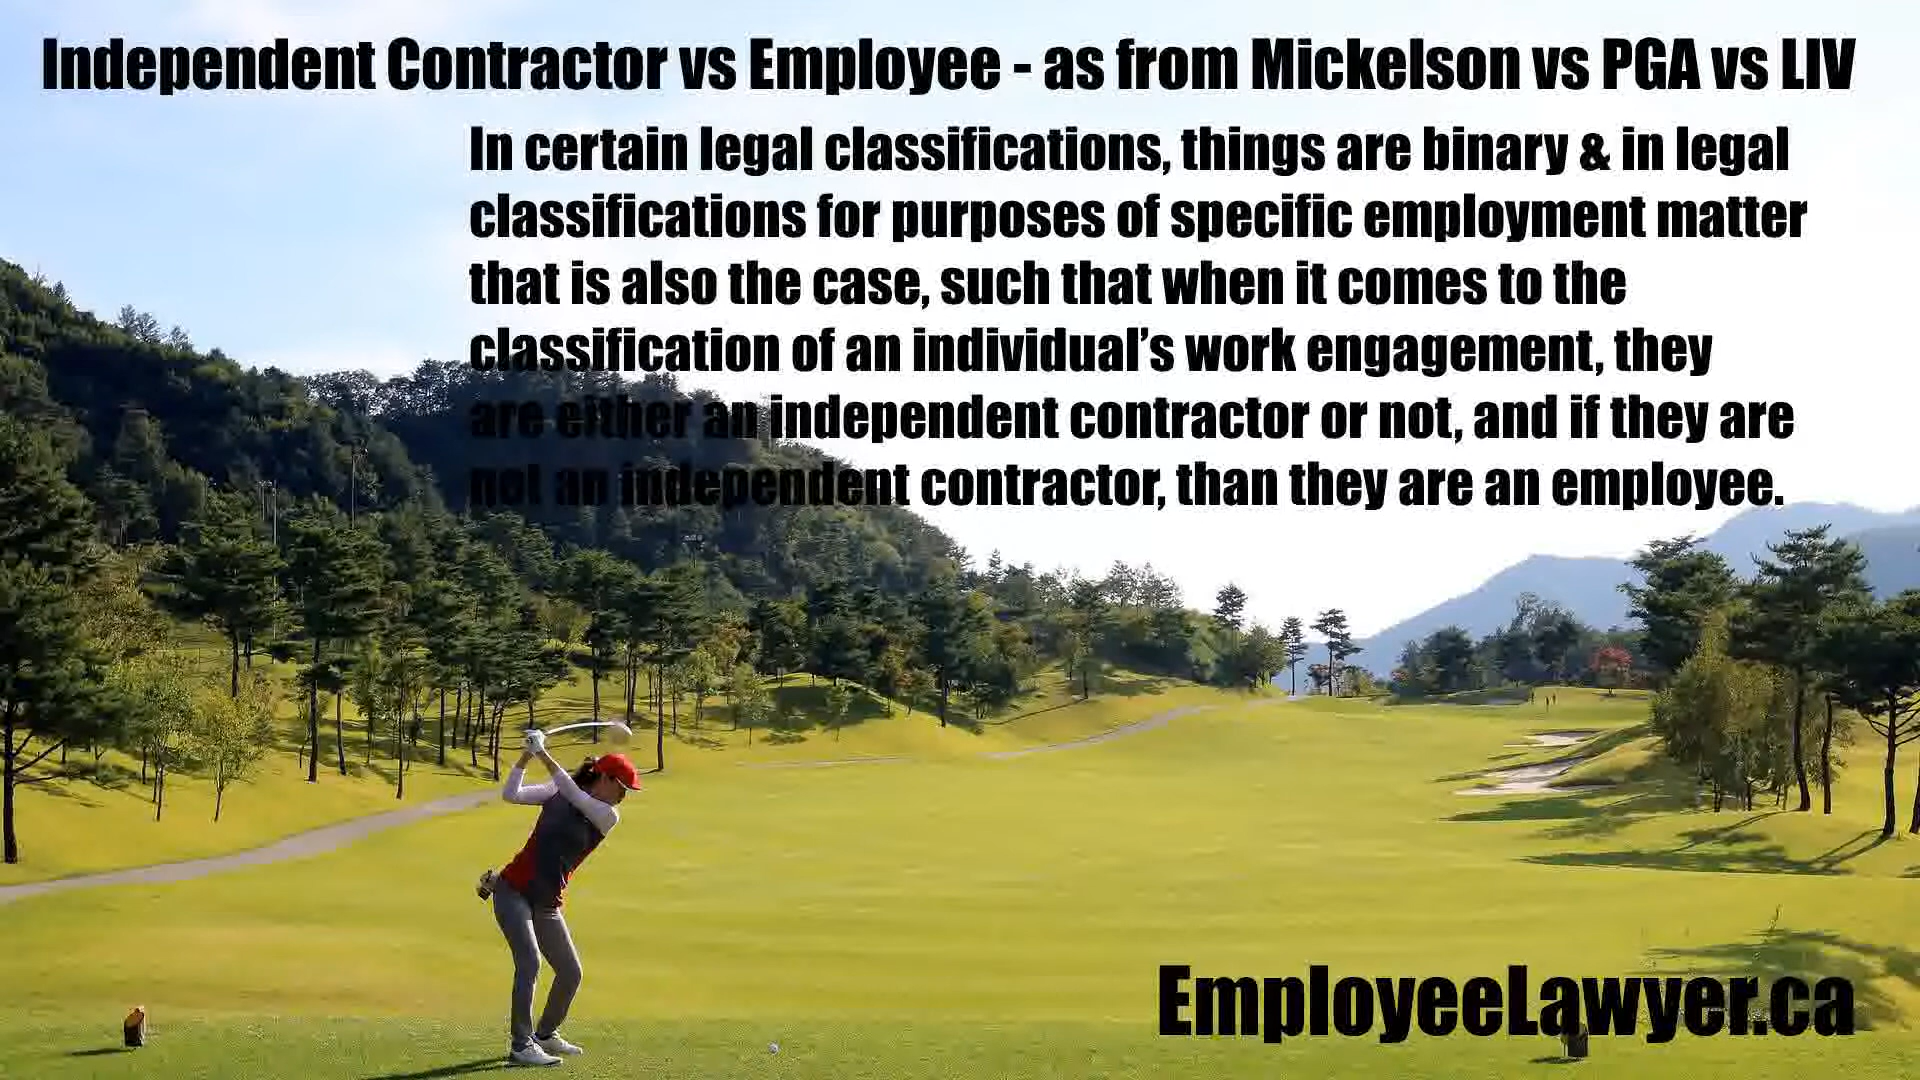 Independent Contractor vs Employee - as from Mickelson vs PGA vs LIV
In certain legal classifications, things are binary & in legal
classifications for purposes of specific employment matter
that is also the case, such that when it comes to the
classification of an individual's work engagement, they
are either an independent contractor or not, and if they are
not an independent contractor, than they are an employee.
EmployeeLawyer.ca